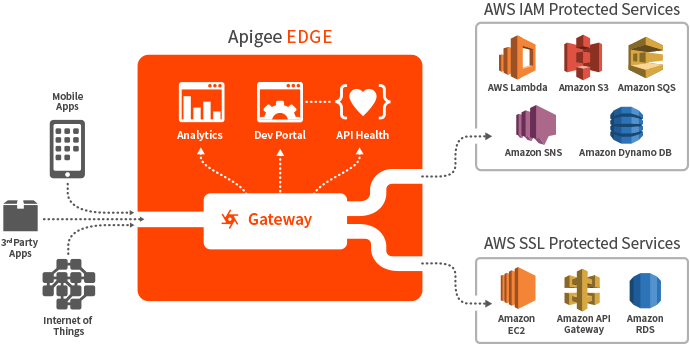 Apigee EDGE
AWS IAM Protected Services
AWS Lambda
Amazon S3
Amazon SQS
Amazon SNS
Amazon Dynamo DB
Mobile
Apps
Analytics
Dev Portal
API Health
Gateway
3rd Party
Apps
Internet of
Things
AWS SSL Protected Services
Amazon
EC2
Amazon API
Gateway
Amazon
RDS